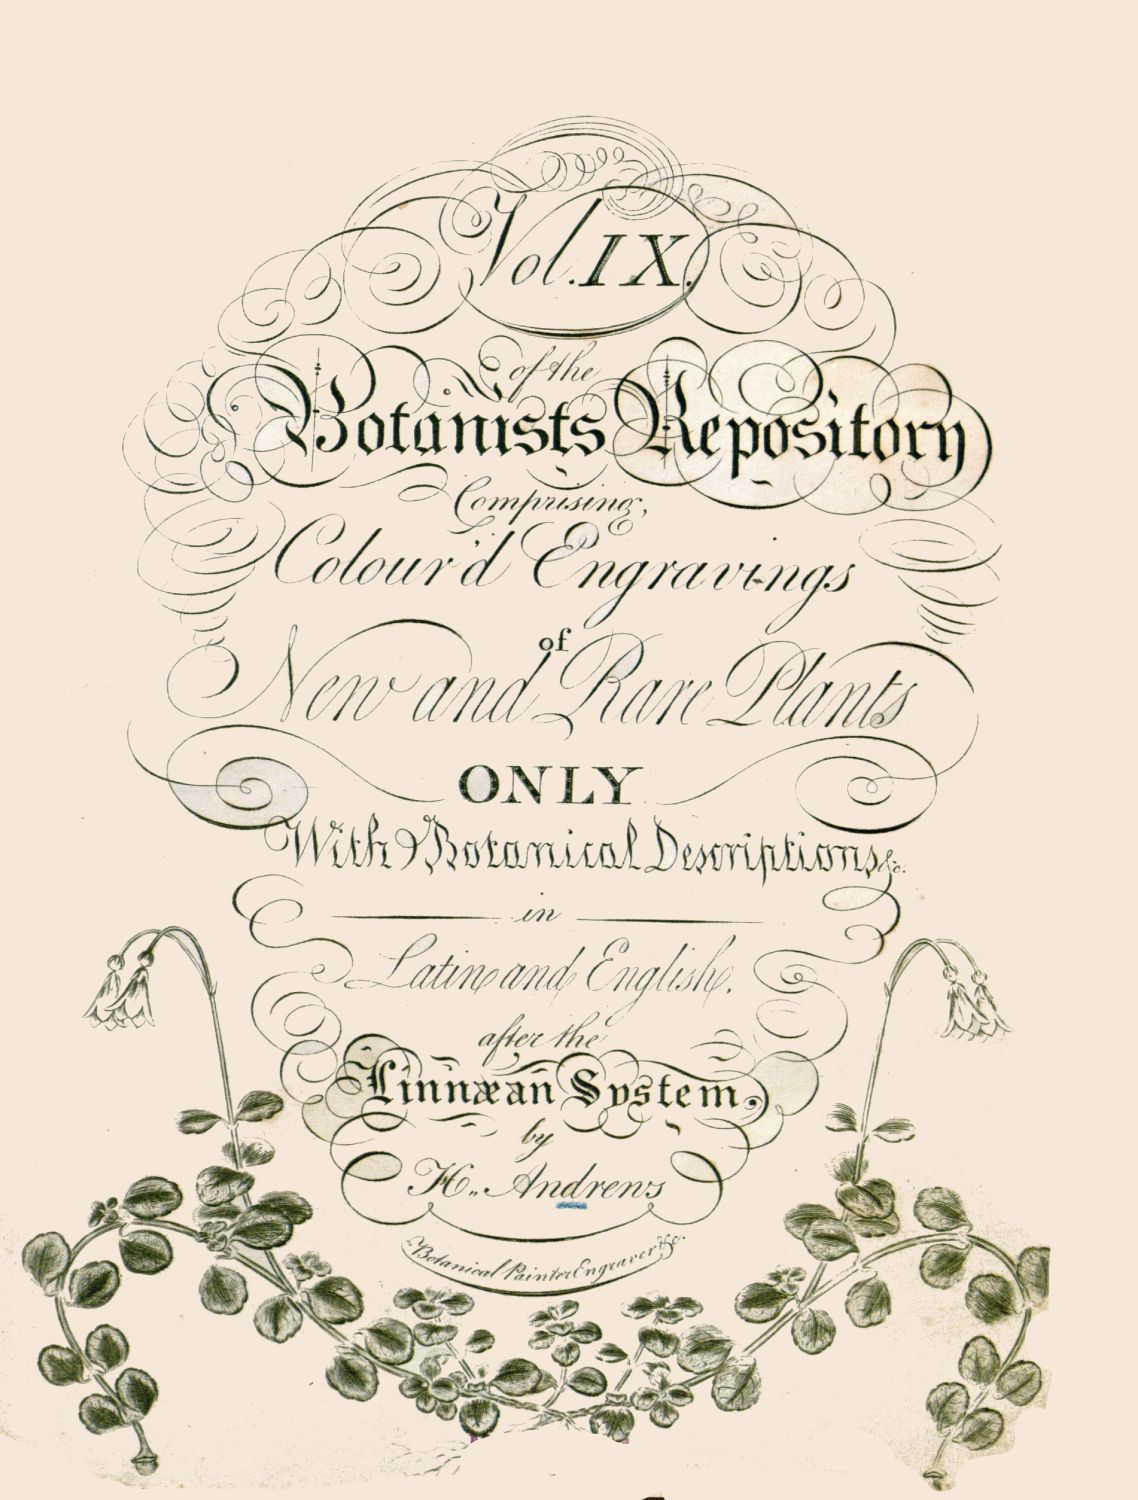 Vol. IX.
of the
Botanists Repository
Comprising,
Colour'd Engravings
of
New and Rare Plants
ONLY
With Botanical Descriptions &c.
in
Latin and English.
after the
Linnæan System,
by
H,, Andrews
Botanical Painter Engraver &c.